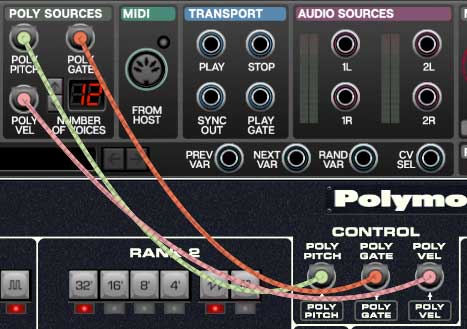 POLY SOURCES
MIDI
TRANSPORT
AUDIO SOURCES
POLY PITCH
POLY GATE
PLAY
STOP
1L
2L
POLY VEL
12
NUMBER OF VOICES
FROM HOST
SYNC OUT
PLAY GATE
1R
2R
PREV VAR
NEXT VAR
RAND VAR
CV SEL
Polymo
CONTROL
RANK 2
POLY PITCH
POLY GATE
POLY VEL
32'
16'
8'
4'
POLY PITCH
POLY GATE
POLY VEL